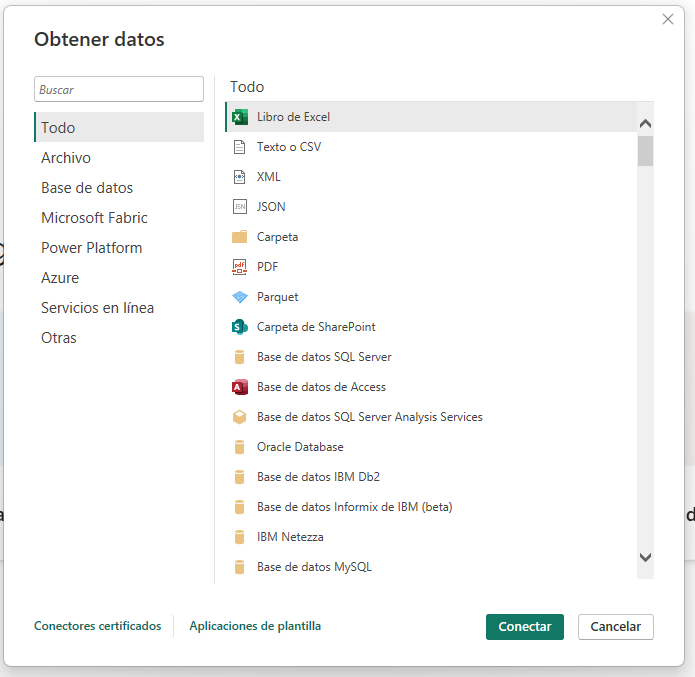 Obtener datos
Buscar
Todo
Archivo
Base de datos
Microsoft Fabric
Power Platform
Azure
Servicios en línea
Otras
Todo
Libro de Excel
Texto o CSV
XML
JSON
Carpeta
PDF
Parquet
Carpeta de SharePoint
Base de datos SQL Server
Base de datos de Access
Base de datos SQL Server Analysis Services
Oracle Database
Base de datos IBM Db2
Base de datos Informix de IBM (beta)
IBM Netezza
Base de datos MySQL
Conectores certificados
Aplicaciones de plantilla
Conectar
Cancelar